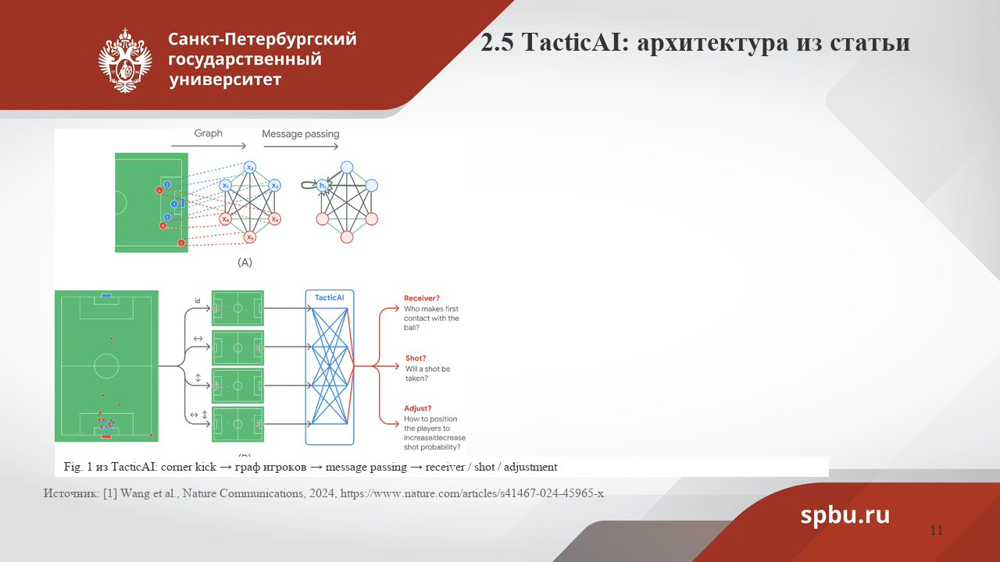 Санкт-Петербургский
государственный
университет
2.5 TacticAI: архитектура из статьи
Graph
Message passing
x₂
x₁
x₃
x₄
x₆
x₅
h₁
(A)
id
TacticAI
Receiver?
Who makes first
contact with the
ball?
Shot?
Will a shot be
taken?
Adjust?
How to position
the players to
increase/decrease
shot probability?
Fig. 1 из TacticAI: corner kick → граф игроков → message passing → receiver / shot / adjustment
Источник: [1] Wang et al., Nature Communications, 2024, https://www.nature.com/articles/s41467-024-45965-x
spbu.ru
11